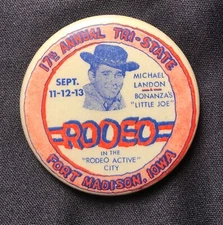 17th ANNUAL TRI-STATE
SEPT.
11-12-13
MICHAEL
LANDON
BONANZA'S
"LITTLE JOE"
RODEO
IN THE
"RODEO ACTIVE"
CITY
FORT MADISON, IOWA